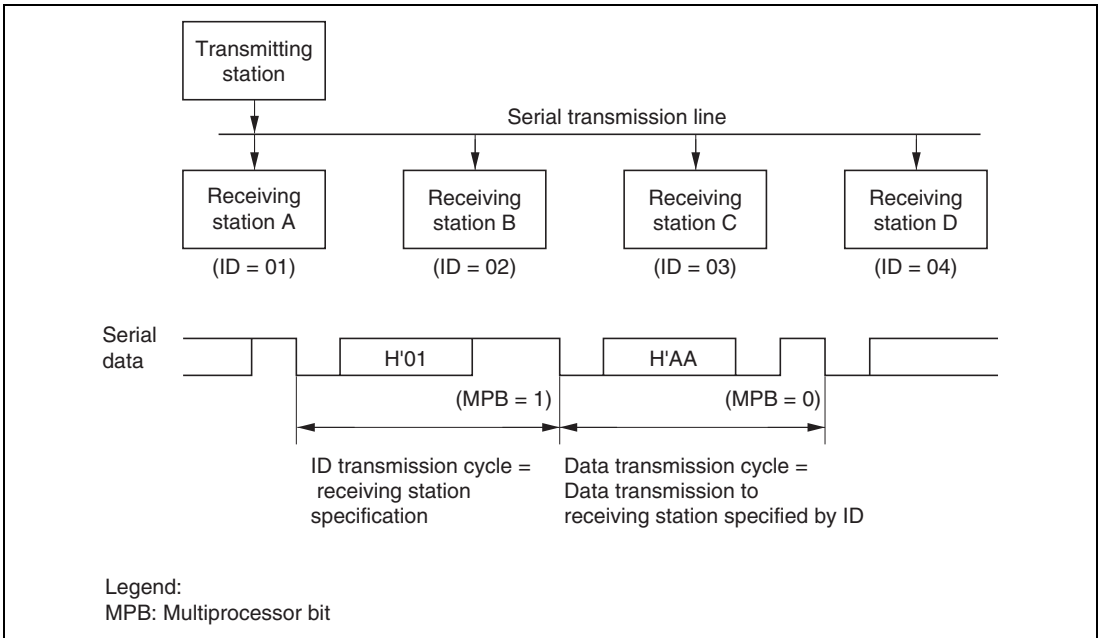 Transmitting
station
Serial transmission line
Receiving
station A
Receiving
station B
Receiving
station C
Receiving
station D
(ID = 01)
(ID = 02)
(ID = 03)
(ID = 04)
Serial
data
H'01
H'AA
(MPB = 1)
(MPB = 0)
ID transmission cycle =
receiving station
specification
Data transmission cycle =
Data transmission to
receiving station specified by ID
Legend:
MPB: Multiprocessor bit